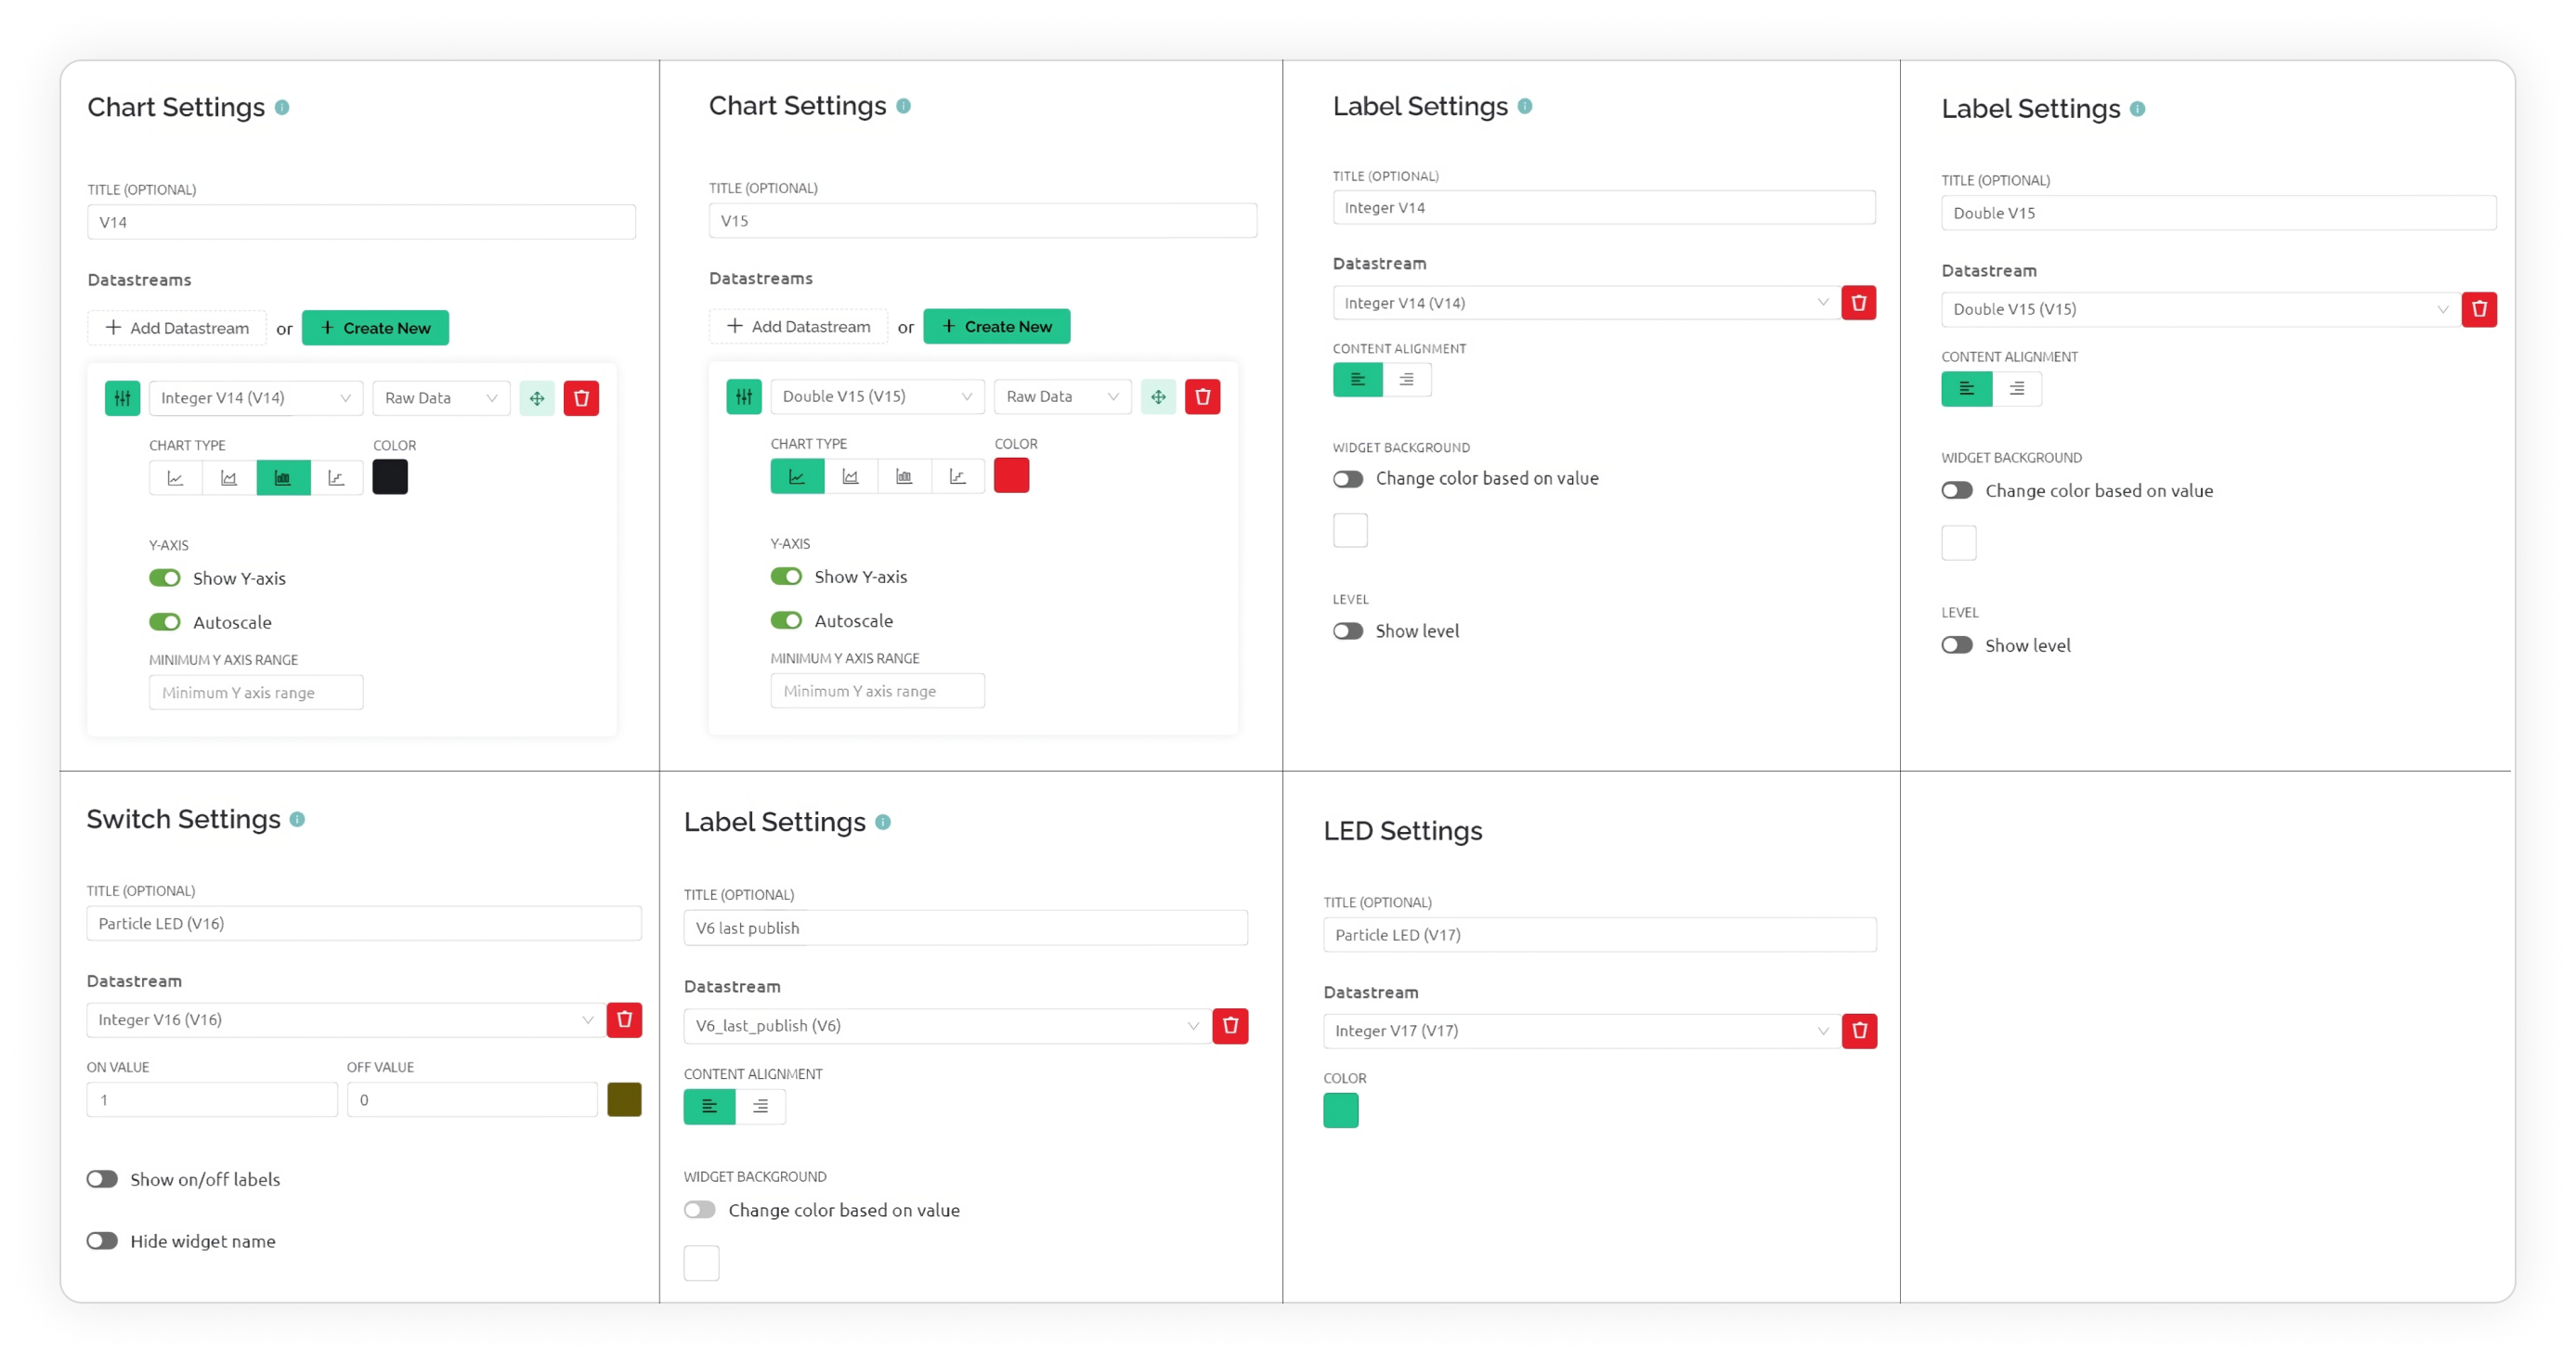 Chart Settings
TITLE (OPTIONAL)
V14
Datastreams
+ Add Datastream or + Create New
Integer V14 (V14) Raw Data
CHART TYPE COLOR
Y-AXIS
Show Y-axis
Autoscale
MINIMUM Y AXIS RANGE
Minimum Y axis range
Chart Settings
TITLE (OPTIONAL)
V15
Datastreams
+ Add Datastream or + Create New
Double V15 (V15) Raw Data
CHART TYPE COLOR
Y-AXIS
Show Y-axis
Autoscale
MINIMUM Y AXIS RANGE
Minimum Y axis range
Label Settings
TITLE (OPTIONAL)
Integer V14
Datastream
Integer V14 (V14)
CONTENT ALIGNMENT
WIDGET BACKGROUND
Change color based on value
LEVEL
Show level
Label Settings
TITLE (OPTIONAL)
Double V15
Datastream
Double V15 (V15)
CONTENT ALIGNMENT
WIDGET BACKGROUND
Change color based on value
LEVEL
Show level
Switch Settings
TITLE (OPTIONAL)
Particle LED (V16)
Datastream
Integer V16 (V16)
ON VALUE OFF VALUE
1 0
Show on/off labels
Hide widget name
Label Settings
TITLE (OPTIONAL)
V6 last publish
Datastream
V6_last_publish (V6)
CONTENT ALIGNMENT
WIDGET BACKGROUND
Change color based on value
LED Settings
TITLE (OPTIONAL)
Particle LED (V17)
Datastream
Integer V17 (V17)
COLOR